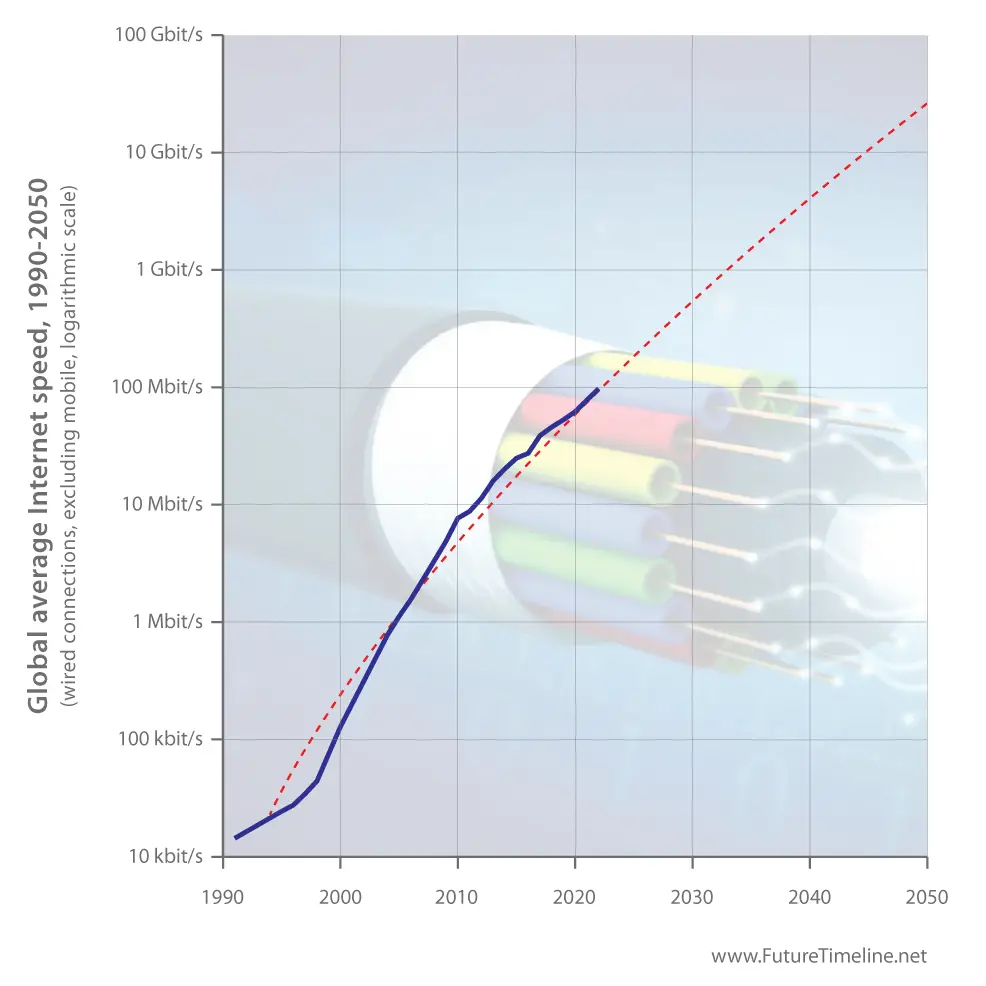 Global average Internet speed, 1990-2050
(wired connections, excluding mobile, logarithmic scale)
100 Gbit/s
10 Gbit/s
1 Gbit/s
100 Mbit/s
10 Mbit/s
1 Mbit/s
100 kbit/s
10 kbit/s
1990 2000 2010 2020 2030 2040 2050
www.FutureTimeline.net